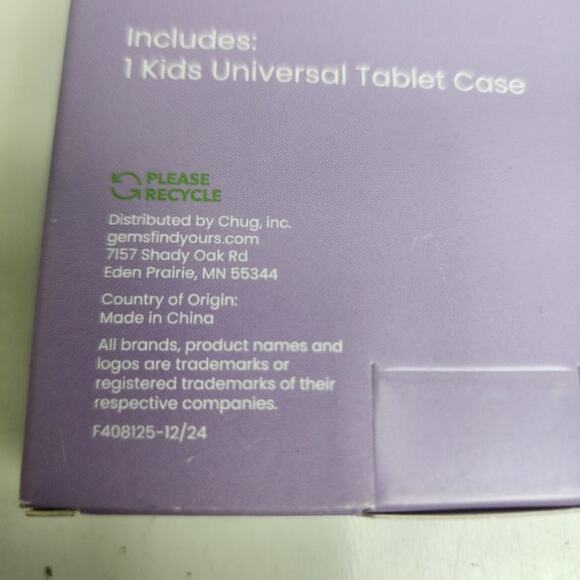 Includes:
1 Kids Universal Tablet Case
PLEASE
RECYCLE
Distributed by Chug, inc.
gemsfindyours.com
7157 Shady Oak Rd
Eden Prairie, MN 55344
Country of Origin:
Made in China
All brands, product names and
logos are trademarks or
registered trademarks of their
respective companies.
F408125-12/24